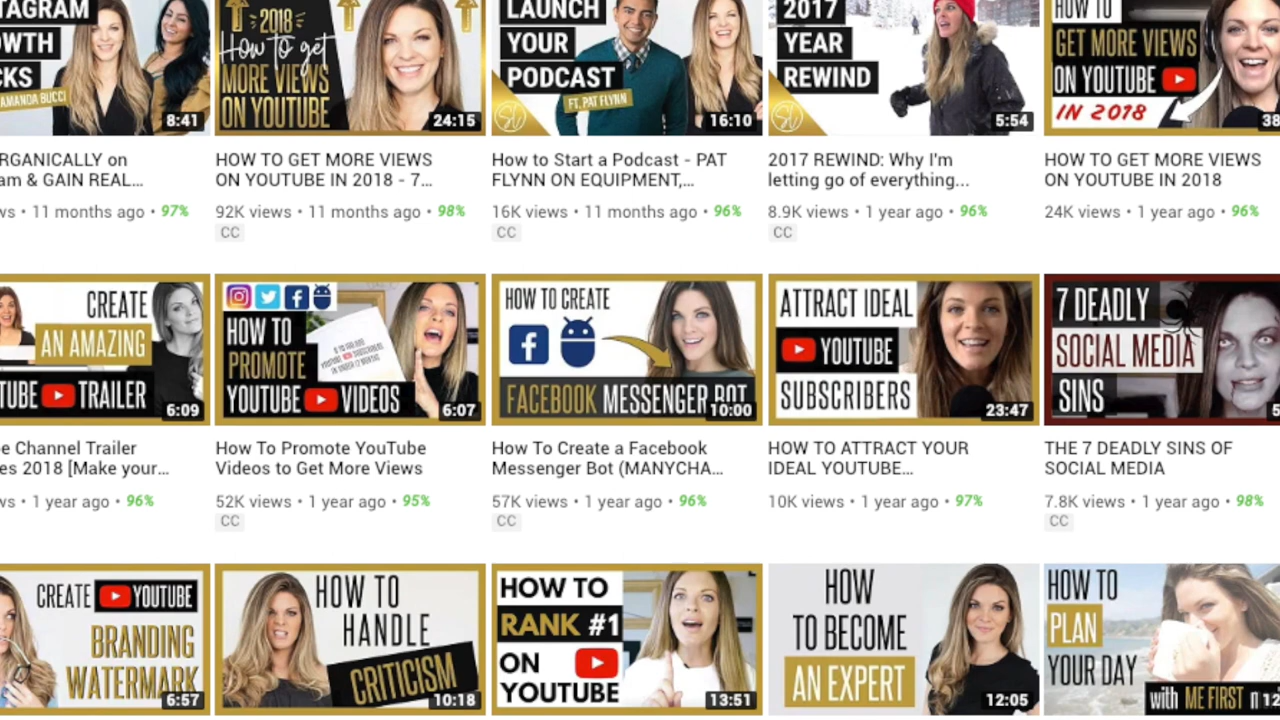 TAGRAM
OWTH
CKS
AMANDA BUCCI
8:41
2018
How to get
MORE VIEWS
ON YOUTUBE
24:15
LAUNCH
YOUR
PODCAST
FT. PAT FLYNN
16:10
2017
YEAR
REWIND
5:54
HOW TO
GET MORE VIEWS
ON YOUTUBE
IN 2018
38
RGANICALLY on
am & GAIN REAL...
ws • 11 months ago • 97%
HOW TO GET MORE VIEWS
ON YOUTUBE IN 2018 - 7...
92K views • 11 months ago • 98%
CC
How to Start a Podcast - PAT
FLYNN ON EQUIPMENT,...
16K views • 11 months ago • 96%
CC
2017 REWIND: Why I'm
letting go of everything...
8.9K views • 1 year ago • 96%
CC
HOW TO GET MORE VIEWS
ON YOUTUBE IN 2018
24K views • 1 year ago • 96%
CREATE
AN AMAZING
TUBE TRAILER
6:09
HOW TO
PROMOTE
YOUTUBE VIDEOS
6:07
HOW TO CREATE
FACEBOOK MESSENGER BOT
10:00
ATTRACT IDEAL
YOUTUBE
SUBSCRIBERS
23:47
7 DEADLY
SOCIAL MEDIA
SINS
5
e Channel Trailer
es 2018 [Make your...
ws • 1 year ago • 96%
How To Promote YouTube
Videos to Get More Views
52K views • 1 year ago • 95%
CC
How To Create a Facebook
Messenger Bot (MANYCHA...
57K views • 1 year ago • 96%
CC
HOW TO ATTRACT YOUR
IDEAL YOUTUBE...
10K views • 1 year ago • 97%
THE 7 DEADLY SINS OF
SOCIAL MEDIA
7.8K views • 1 year ago • 98%
CC
CREATE YOUTUBE
BRANDING
WATERMARK
6:57
HOW TO
HANDLE
CRITICISM
10:18
HOW TO
RANK #1
ON
YOUTUBE
13:51
HOW
TO BECOME
AN EXPERT
12:05
HOW TO
PLAN
YOUR DAY
with ME FIRST
12